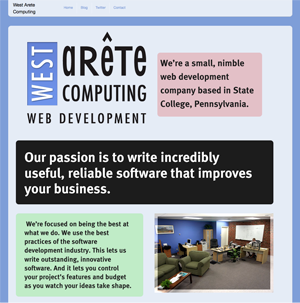 West Arete
Computing
Home Blog Twitter Contact
WEST arête
COMPUTING
WEB DEVELOPMENT
We're a small, nimble
web development
company based in State
College, Pennsylvania.
Our passion is to write incredibly
useful, reliable software that improves
your business.
We're focused on being the best at
what we do. We use the best
practices of the software
development industry. This lets us
write outstanding, innovative
software. And it lets you control
your project's features and budget
as you watch your ideas take shape.